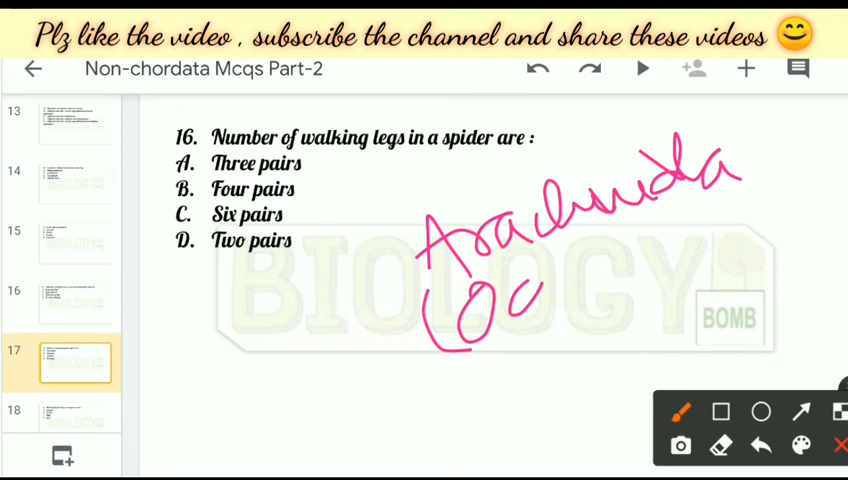 Plz like the video , subscribe the channel and share these videos 😊
Non-chordata Mcqs Part-2
13
14
15
16
17
18
16. Number of walking legs in a spider are :
A. Three pairs
B. Four pairs
C. Six pairs
D. Two pairs
Arachnida
BIOLOGY
BOMB